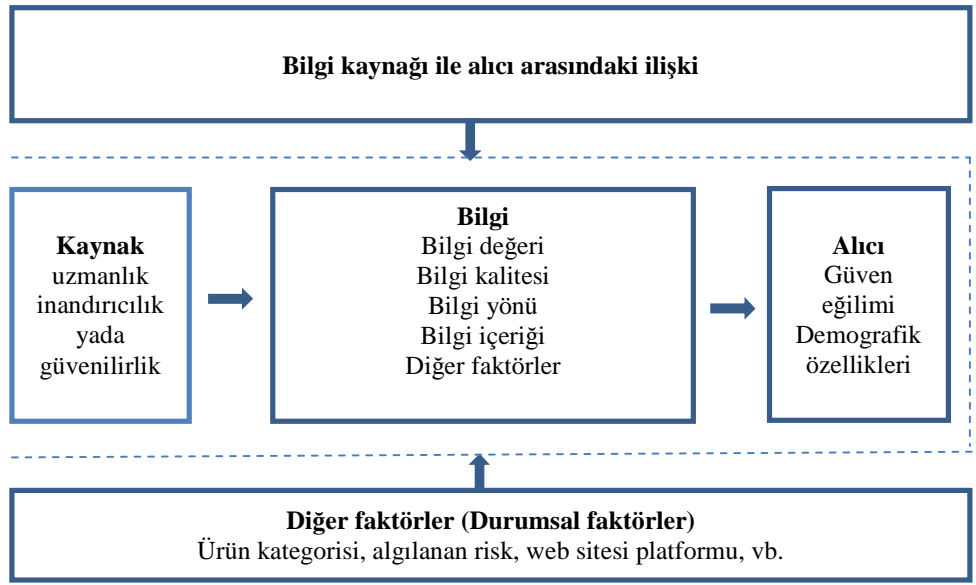 Bilgi kaynağı ile alıcı arasındaki ilişki
Kaynak
uzmanlık
inandırıcılık
yada
güvenilirlik
Bilgi
Bilgi değeri
Bilgi kalitesi
Bilgi yönü
Bilgi içeriği
Diğer faktörler
Alıcı
Güven
eğilimi
Demografik
özellikleri
Diğer faktörler (Durumsal faktörler)
Ürün kategorisi, algılanan risk, web sitesi platformu, vb.